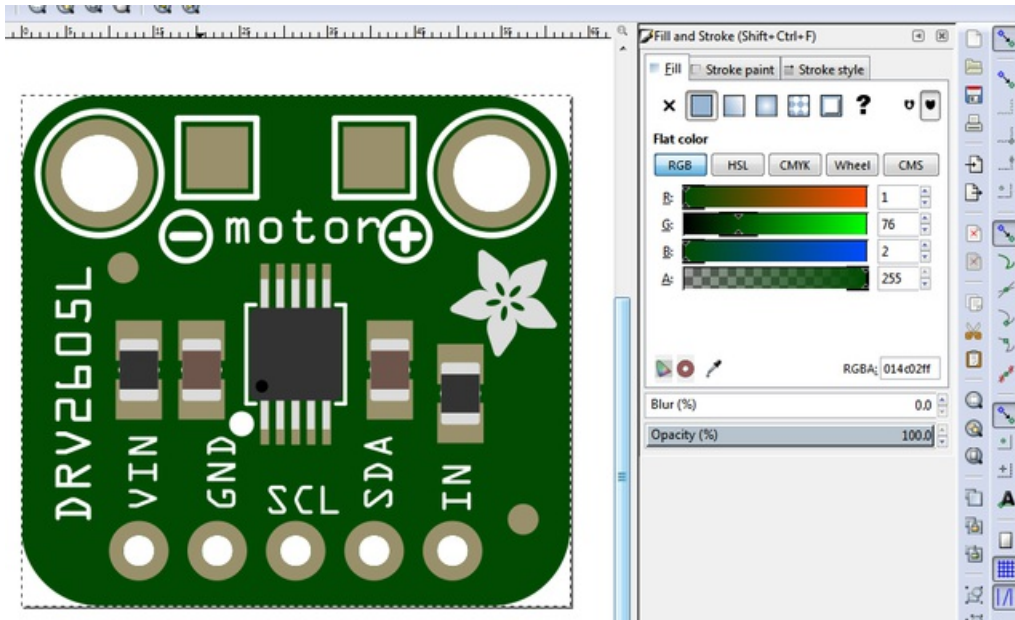 Fill and Stroke (Shift+Ctrl+F)
Fill
Stroke paint
Stroke style
Flat color
RGB HSL CMYK Wheel CMS
R: 1
G: 76
B: 2
A: 255
RGBA: 014c02ff
Blur (%) 0.0
Opacity (%) 100.0
motor
DRV2605L
VIN
GND
SCL
SDA
IN